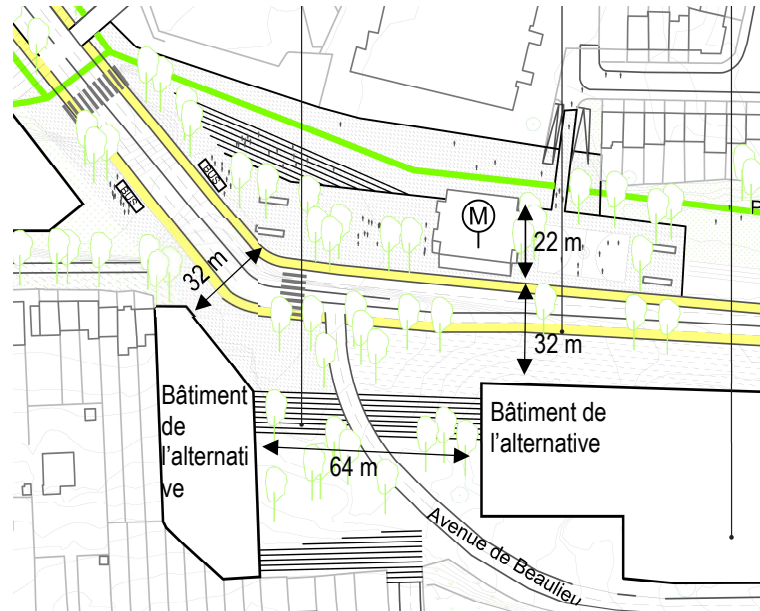 BUS
BUS
M
22 m
32 m
32 m
Bâtiment
de
l'alternati
ve
Bâtiment de
l'alternative
64 m
Avenue de Beaulieu
P